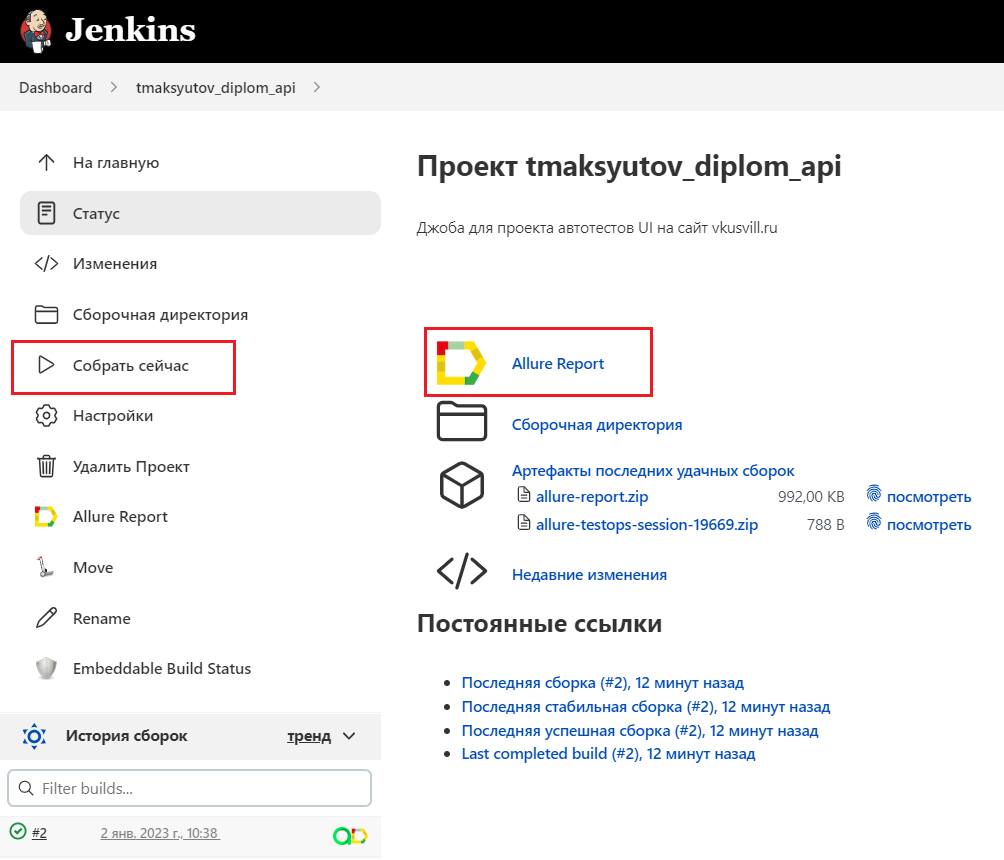 Jenkins
Dashboard
tmaksyutov_diplom_api
На главную
Статус
Изменения
Сборочная директория
Собрать сейчас
Настройки
Удалить Проект
Allure Report
Move
Rename
Embeddable Build Status
История сборок тренд
Filter builds...
#2 2 янв. 2023 г., 10:38
Проект tmaksyutov_diplom_api
Джоба для проекта автотестов UI на сайт vkusvill.ru
Allure Report
Сборочная директория
Артефакты последних удачных сборок
allure-report.zip 992,00 KB посмотреть
allure-testops-session-19669.zip 788 B посмотреть
Недавние изменения
Постоянные ссылки
Последняя сборка (#2), 12 минут назад
Последняя стабильная сборка (#2), 12 минут назад
Последняя успешная сборка (#2), 12 минут назад
Last completed build (#2), 12 минут назад